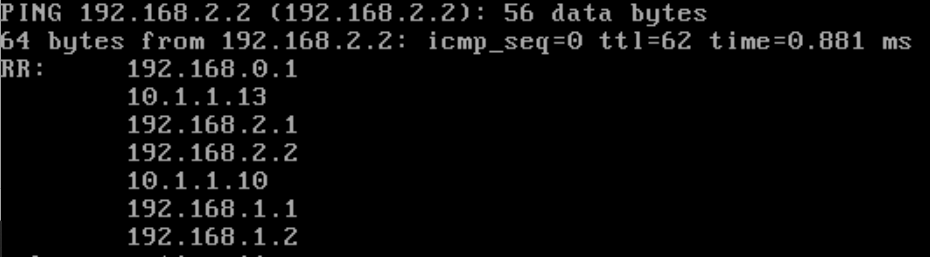 PING 192.168.2.2 (192.168.2.2): 56 data bytes
64 bytes from 192.168.2.2: icmp_seq=0 ttl=62 time=0.881 ms
RR:     192.168.0.1
        10.1.1.13
        192.168.2.1
        192.168.2.2
        10.1.1.10
        192.168.1.1
        192.168.1.2